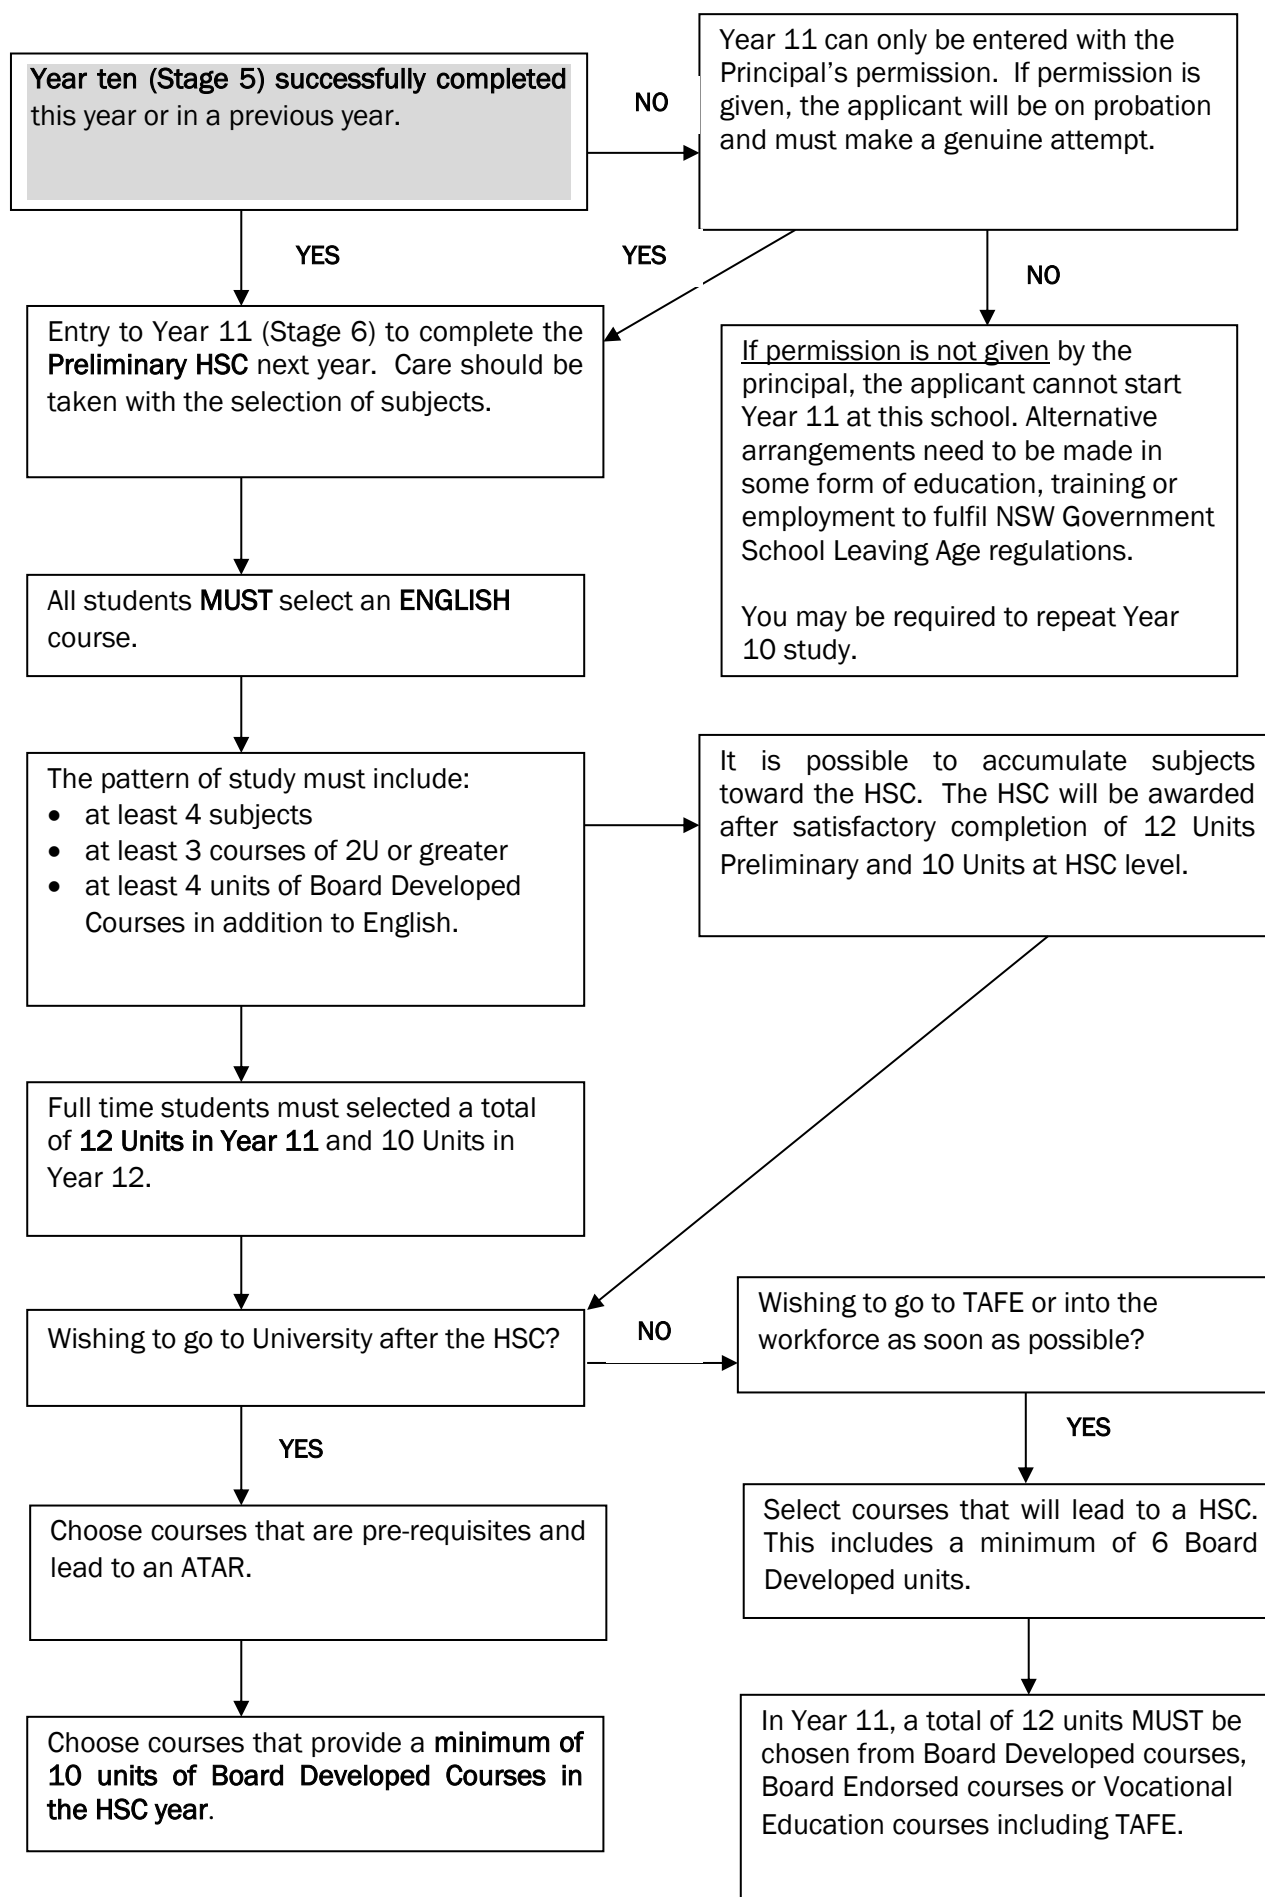 Year ten (Stage 5) successfully completed
this year or in a previous year.
NO
Year 11 can only be entered with the
Principal's permission.  If permission is
given, the applicant will be on probation
and must make a genuine attempt.
YES
YES
NO
Entry to Year 11 (Stage 6) to complete the
Preliminary HSC next year.  Care should be
taken with the selection of subjects.
If permission is not given by the
principal, the applicant cannot start
Year 11 at this school. Alternative
arrangements need to be made in
some form of education, training or
employment to fulfil NSW Government
School Leaving Age regulations.
You may be required to repeat Year
10 study.
All students MUST select an ENGLISH
course.
The pattern of study must include:
• at least 4 subjects
• at least 3 courses of 2U or greater
• at least 4 units of Board Developed
Courses in addition to English.
It is possible to accumulate subjects
toward the HSC.  The HSC will be awarded
after satisfactory completion of 12 Units
Preliminary and 10 Units at HSC level.
Full time students must selected a total
of 12 Units in Year 11 and 10 Units in
Year 12.
Wishing to go to University after the HSC?
NO
Wishing to go to TAFE or into the
workforce as soon as possible?
YES
YES
Choose courses that are pre-requisites and
lead to an ATAR.
Select courses that will lead to a HSC.
This includes a minimum of 6 Board
Developed units.
Choose courses that provide a minimum of
10 units of Board Developed Courses in
the HSC year.
In Year 11, a total of 12 units MUST be
chosen from Board Developed courses,
Board Endorsed courses or Vocational
Education courses including TAFE.